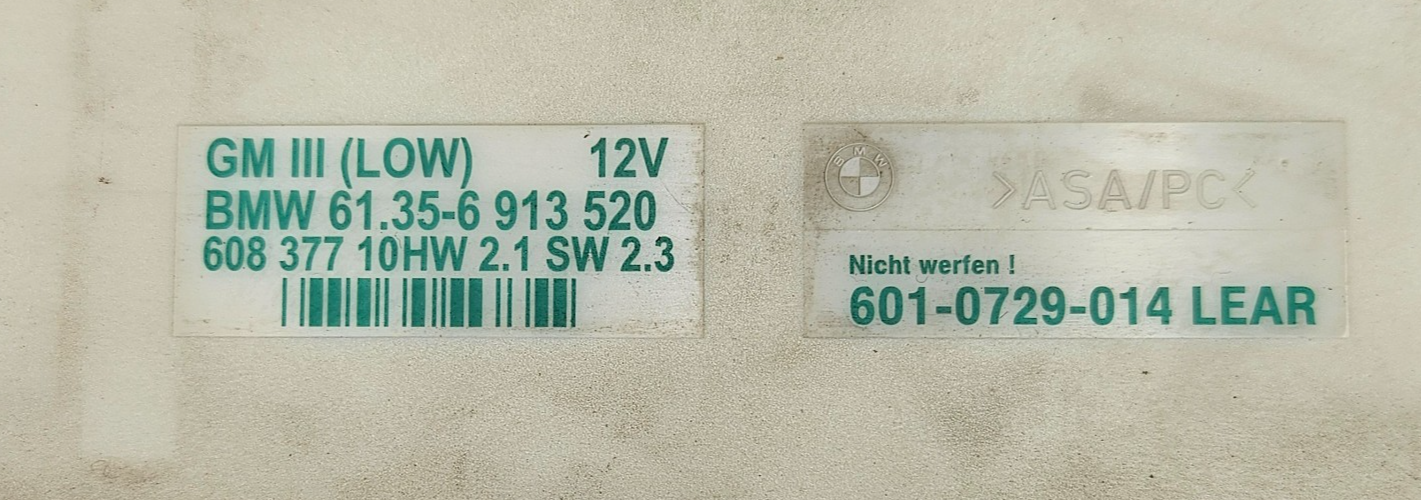 GM III (LOW) 12V
BMW 61.35-6 913 520
608 377 10HW 2.1 SW 2.3
BMW
>ASA/PC<
Nicht werfen !
601-0729-014 LEAR